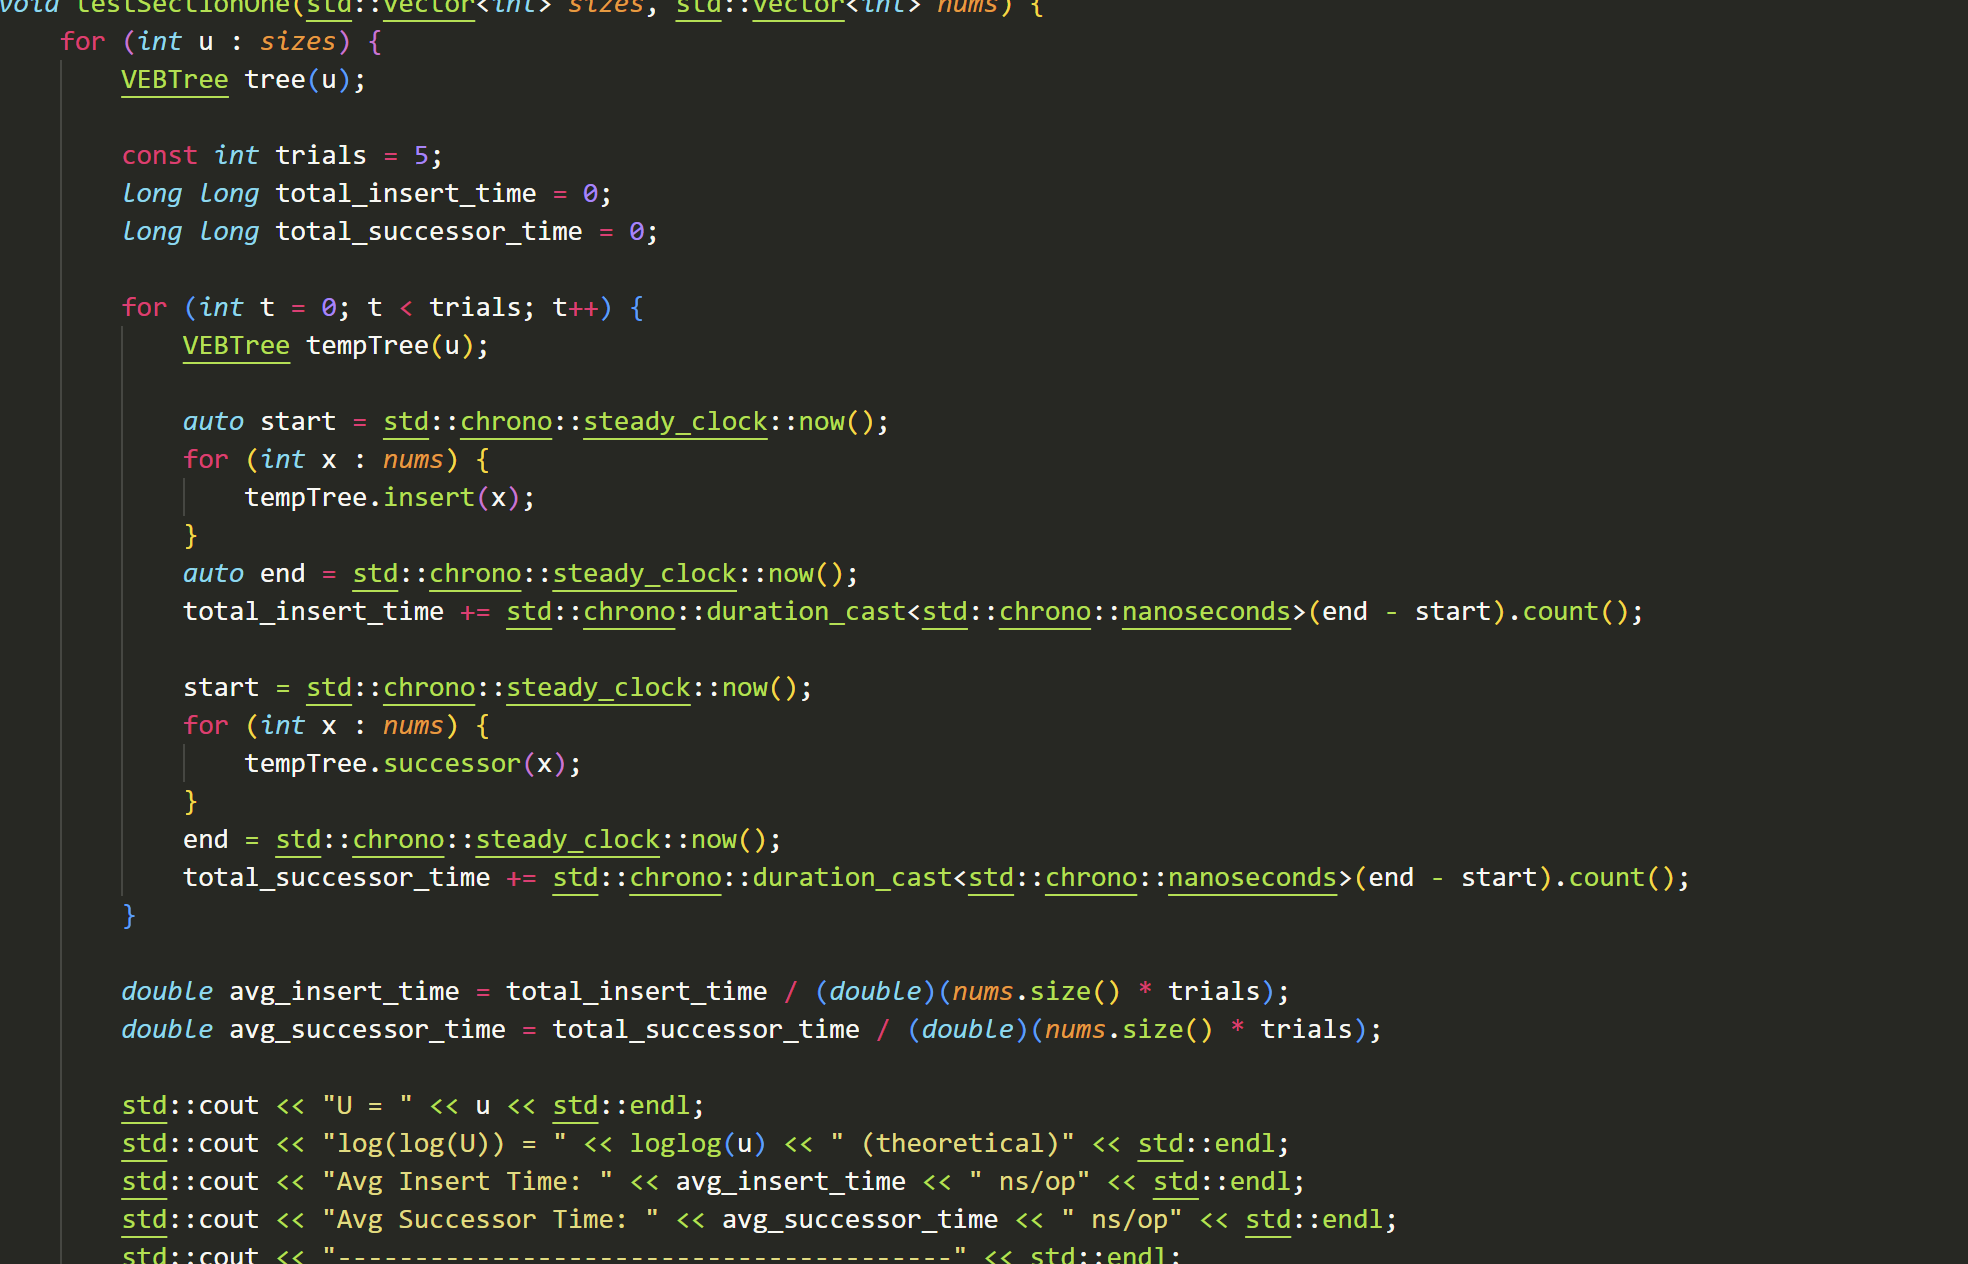 void testSectionOne(std::vector<int> sizes, std::vector<int> nums) {
    for (int u : sizes) {
        VEBTree tree(u);

        const int trials = 5;
        long long total_insert_time = 0;
        long long total_successor_time = 0;

        for (int t = 0; t < trials; t++) {
            VEBTree tempTree(u);

            auto start = std::chrono::steady_clock::now();
            for (int x : nums) {
                tempTree.insert(x);
            }
            auto end = std::chrono::steady_clock::now();
            total_insert_time += std::chrono::duration_cast<std::chrono::nanoseconds>(end - start).count();

            start = std::chrono::steady_clock::now();
            for (int x : nums) {
                tempTree.successor(x);
            }
            end = std::chrono::steady_clock::now();
            total_successor_time += std::chrono::duration_cast<std::chrono::nanoseconds>(end - start).count();
        }

        double avg_insert_time = total_insert_time / (double)(nums.size() * trials);
        double avg_successor_time = total_successor_time / (double)(nums.size() * trials);

        std::cout << "U = " << u << std::endl;
        std::cout << "log(log(U)) = " << loglog(u) << " (theoretical)" << std::endl;
        std::cout << "Avg Insert Time: " << avg_insert_time << " ns/op" << std::endl;
        std::cout << "Avg Successor Time: " << avg_successor_time << " ns/op" << std::endl;
        std::cout << "----------------------------------------" << std::endl;